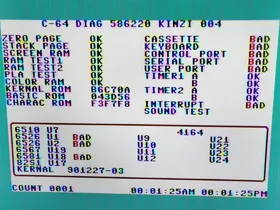 C-64 DIAG 586220 KINZI 004
ZERO PAGE OK CASSETTE BAD
STACK PAGE OK KEYBOARD BAD
SCREEN RAM OK CONTROL PORT BAD
RAM TEST1 OK SERIAL PORT BAD
RAM TEST2 OK USER PORT BAD
PLA TEST OK TIMER1 A OK
COLOR RAM OK B OK
KERNAL ROM B6C70A TIMER2 A OK
BASIC ROM 043D5F B OK
CHARAC ROM F3F7F8 INTERRUPT BAD
SOUND TEST
6510 U7 4164
6526 U1 BAD U9 U21
6526 U2 BAD U10 U22
6567 U19 U11 U23
6581 U18 BAD U12 U24
82S1 U17
KERNAL 901227-03
COUNT 0001 00:01:25AM 00:01:25PM